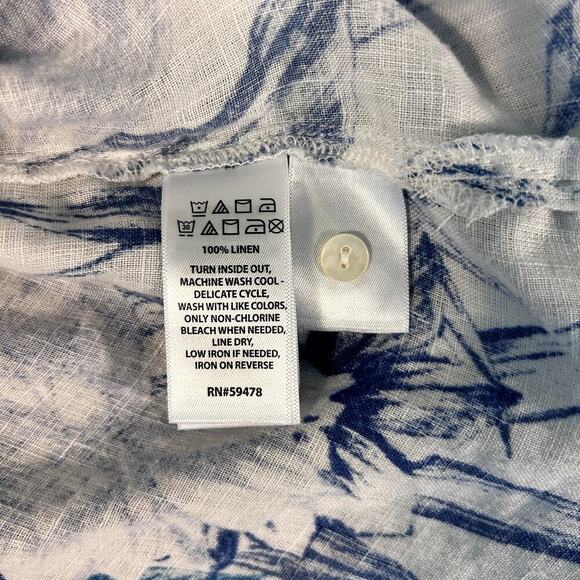 100% LINEN
TURN INSIDE OUT,
MACHINE WASH COOL -
DELICATE CYCLE,
WASH WITH LIKE COLORS,
ONLY NON-CHLORINE
BLEACH WHEN NEEDED,
LINE DRY,
LOW IRON IF NEEDED,
IRON ON REVERSE
RN#59478